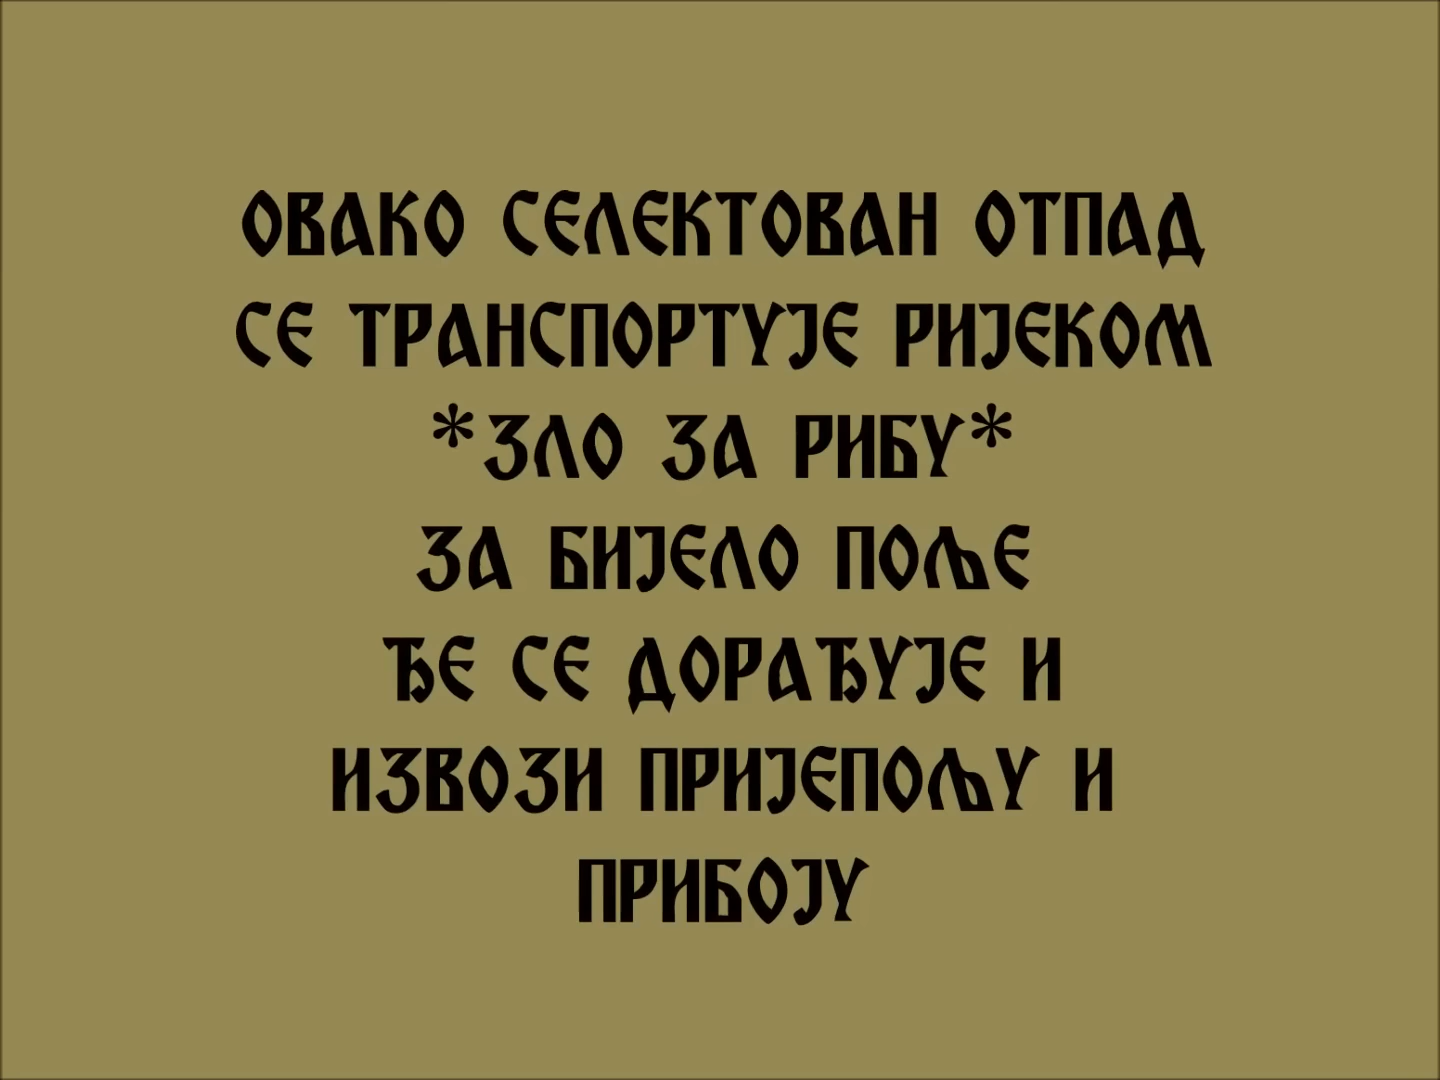 ОВАКО СЕЛЕКТОВАН ОТПАД
СЕ ТРАНСПОРТУЈЕ РИЈЕКОМ
*ЗЛО ЗА РИБУ*
ЗА БИЈЕЛО ПОЉЕ
ЂЕ СЕ ДОРАЂУЈЕ И
ИЗВОЗИ ПРИЈЕПОЉУ И
ПРИБОЈУ